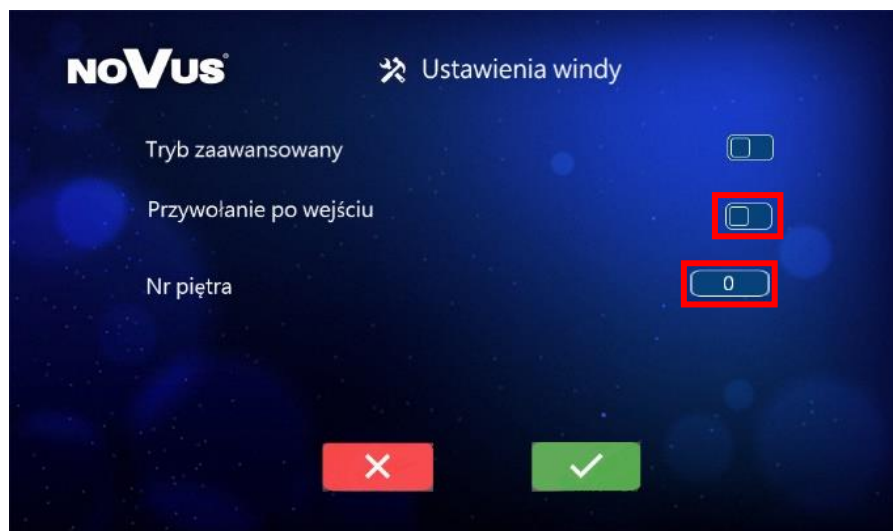 NOVUS
Ustawienia windy
Tryb zaawansowany
Przywołanie po wejściu
Nr piętra
0